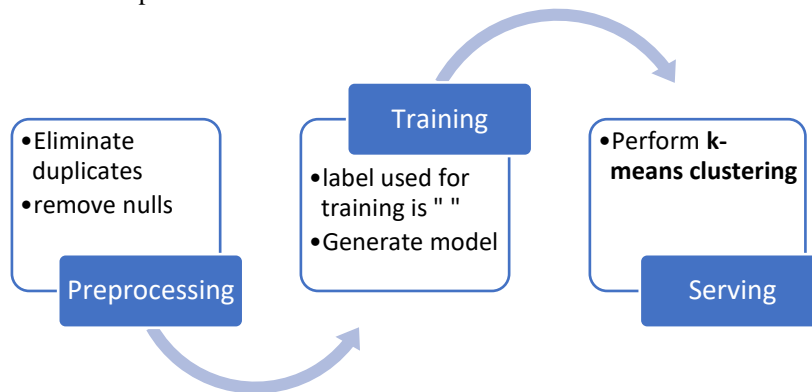 •Eliminate
duplicates
•remove nulls
Preprocessing
Training
•label used for
training is " "
•Generate model
•Perform k-
means clustering
Serving